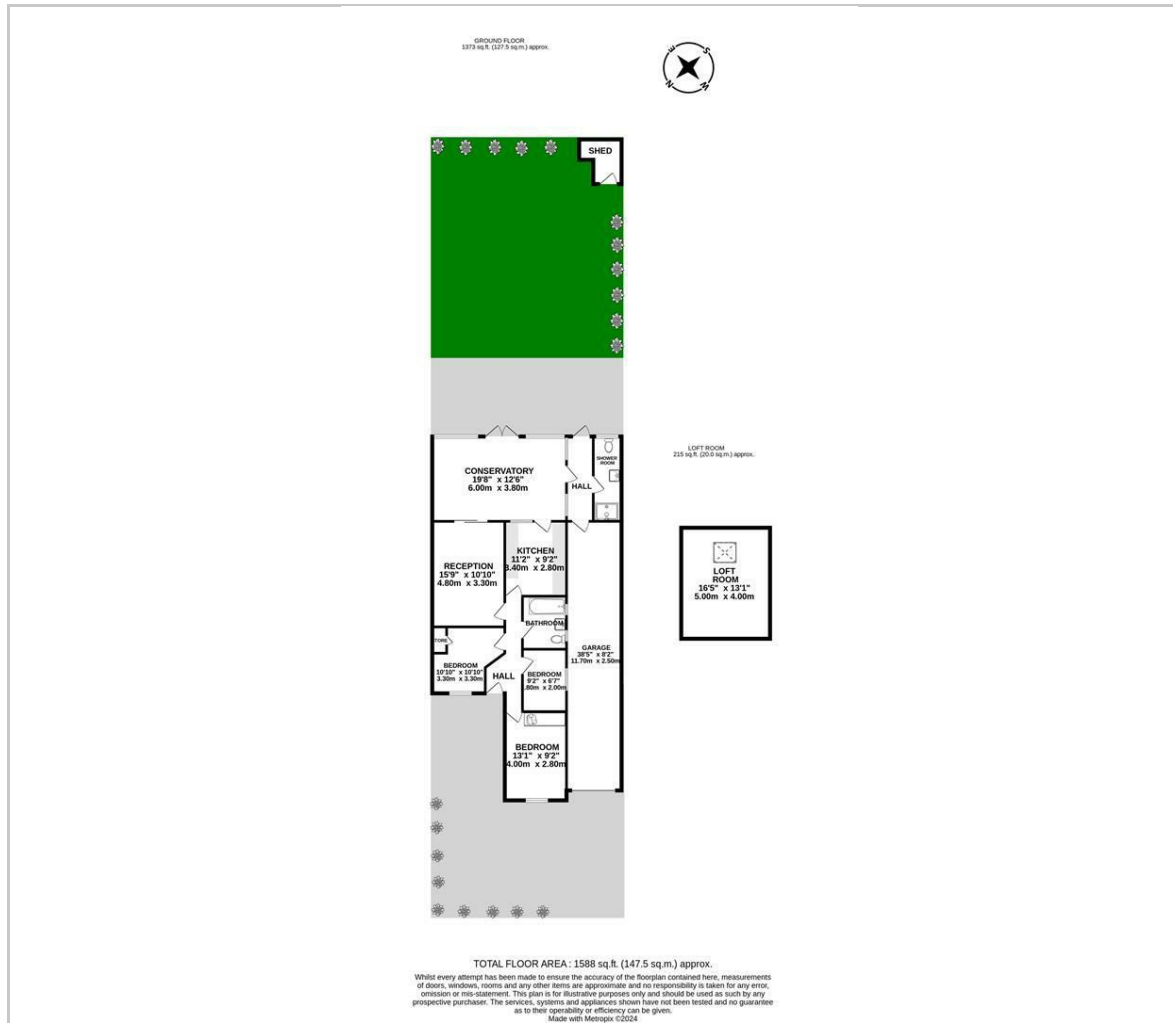 GROUND FLOOR
1373 sq.ft. (127.5 sq.m.) approx.
S
E
W
N
SHED
LOFT ROOM
215 sq.ft. (20.0 sq.m.) approx.
CONSERVATORY
19'8" x 12'6"
6.00m x 3.80m
SHOWER
ROOM
HALL
KITCHEN
11'2" x 9'2"
3.40m x 2.80m
RECEPTION
15'9" x 10'10"
4.80m x 3.30m
LOFT
ROOM
16'5" x 13'1"
5.00m x 4.00m
BATHROOM
TORE
BEDROOM
10'10" x 10'10"
3.30m x 3.30m
HALL
BEDROOM
9'2" x 6'7"
.80m x 2.00m
GARAGE
38'5" x 8'2"
11.70m x 2.50m
BEDROOM
13'1" x 9'2"
4.00m x 2.80m
TOTAL FLOOR AREA : 1588 sq.ft. (147.5 sq.m.) approx.
Whilst every attempt has been made to ensure the accuracy of the floorplan contained here, measurements
of doors, windows, rooms and any other items are approximate and no responsibility is taken for any error,
omission or mis-statement. This plan is for illustrative purposes only and should be used as such by any
prospective purchaser. The services, systems and appliances shown have not been tested and no guarantee
as to their operability or efficiency can be given.
Made with Metropix ©2024